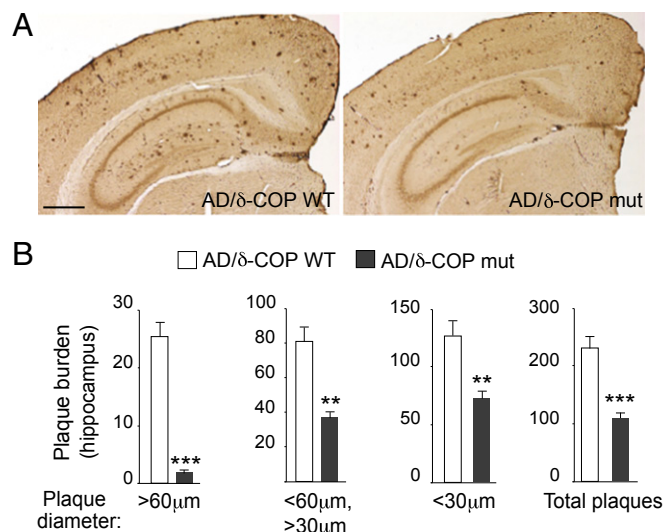 A
AD/δ-COP WT
AD/δ-COP mut
B
AD/δ-COP WT AD/δ-COP mut
Plaque burden
(hippocampus)
30
20
10
0
***
80
60
40
20
0
**
150
100
50
0
**
300
200
100
0
***
Plaque
diameter:
>60μm
<60μm,
>30μm
<30μm
Total plaques